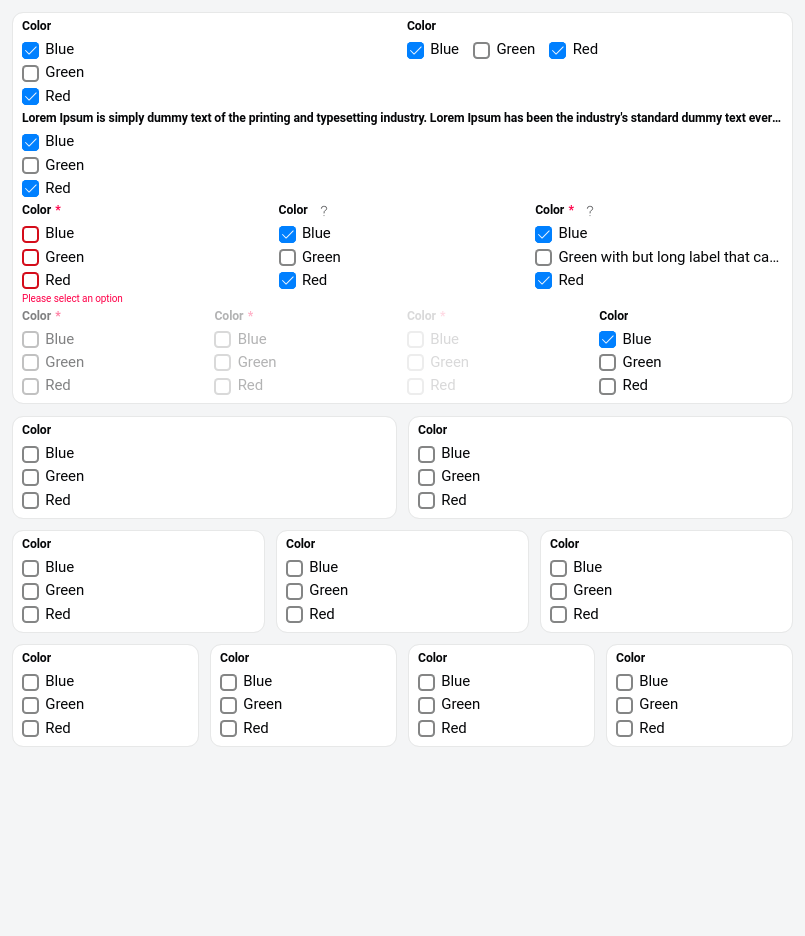 Color Color
Blue Blue Green Red
Green
Red
Lorem Ipsum is simply dummy text of the printing and typesetting industry. Lorem Ipsum has been the industry's standard dummy text ever...
Blue
Green
Red
Color * Color ? Color * ?
Blue Blue Blue
Green Green Green with but long label that ca...
Red Red Red
Please select an option
Color * Color * Color * Color
Blue Blue Blue Blue
Green Green Green Green
Red Red Red Red
Color Color
Blue Blue
Green Green
Red Red
Color Color Color
Blue Blue Blue
Green Green Green
Red Red Red
Color Color Color Color
Blue Blue Blue Blue
Green Green Green Green
Red Red Red Red